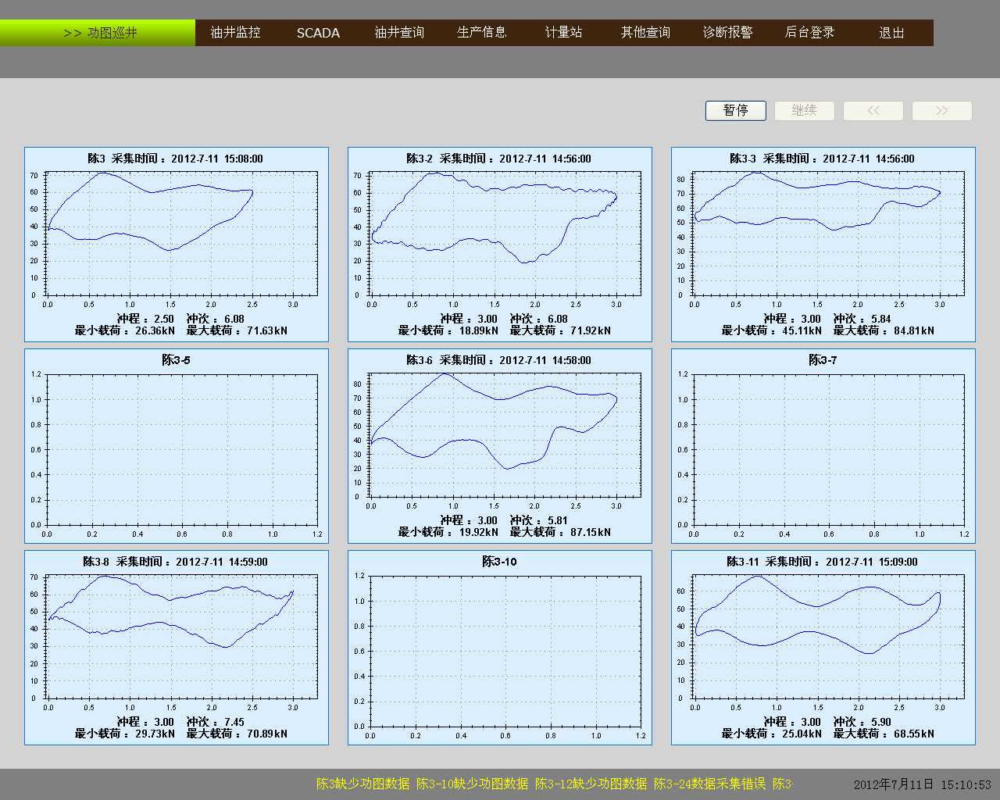 >> 功图巡井 油井监控 SCADA 油井查询 生产信息 计量站 其他查询 诊断报警 后台登录 退出
暂停 继续 << >>
陈3 采集时间：2012-7-11 15:08:00
70
60
50
40
30
20
10
0
0.0 0.5 1.0 1.5 2.0 2.5 3.0
冲程：2.50 冲次：6.08
最小载荷：26.36kN 最大载荷：71.63kN
陈3-2 采集时间：2012-7-11 14:56:00
70
60
50
40
30
20
10
0
0.0 0.5 1.0 1.5 2.0 2.5 3.0
冲程：3.00 冲次：6.08
最小载荷：18.89kN 最大载荷：71.92kN
陈3-3 采集时间：2012-7-11 14:56:00
80
70
60
50
40
30
20
10
0
0.0 0.5 1.0 1.5 2.0 2.5 3.0
冲程：3.00 冲次：5.84
最小载荷：45.11kN 最大载荷：84.81kN
陈3-5
1.2
1.0
0.8
0.6
0.4
0.2
0.0
0.0 0.2 0.4 0.6 0.8 1.0 1.2
陈3-6 采集时间：2012-7-11 14:58:00
80
70
60
50
40
30
20
10
0
0.0 0.5 1.0 1.5 2.0 2.5 3.0
冲程：3.00 冲次：5.81
最小载荷：19.92kN 最大载荷：87.15kN
陈3-7
1.2
1.0
0.8
0.6
0.4
0.2
0.0
0.0 0.2 0.4 0.6 0.8 1.0 1.2
陈3-8 采集时间：2012-7-11 14:59:00
70
60
50
40
30
20
10
0
0.0 0.5 1.0 1.5 2.0 2.5 3.0
冲程：3.00 冲次：7.45
最小载荷：29.73kN 最大载荷：70.89kN
陈3-10
1.2
1.0
0.8
0.6
0.4
0.2
0.0
0.0 0.2 0.4 0.6 0.8 1.0 1.2
陈3-11 采集时间：2012-7-11 15:09:00
60
50
40
30
20
10
0
0.0 0.5 1.0 1.5 2.0 2.5 3.0
冲程：3.00 冲次：5.90
最小载荷：25.04kN 最大载荷：68.55kN
陈3缺少功图数据 陈3-10缺少功图数据 陈3-12缺少功图数据 陈3-24数据采集错误 陈3 2012年7月11日 15:10:53